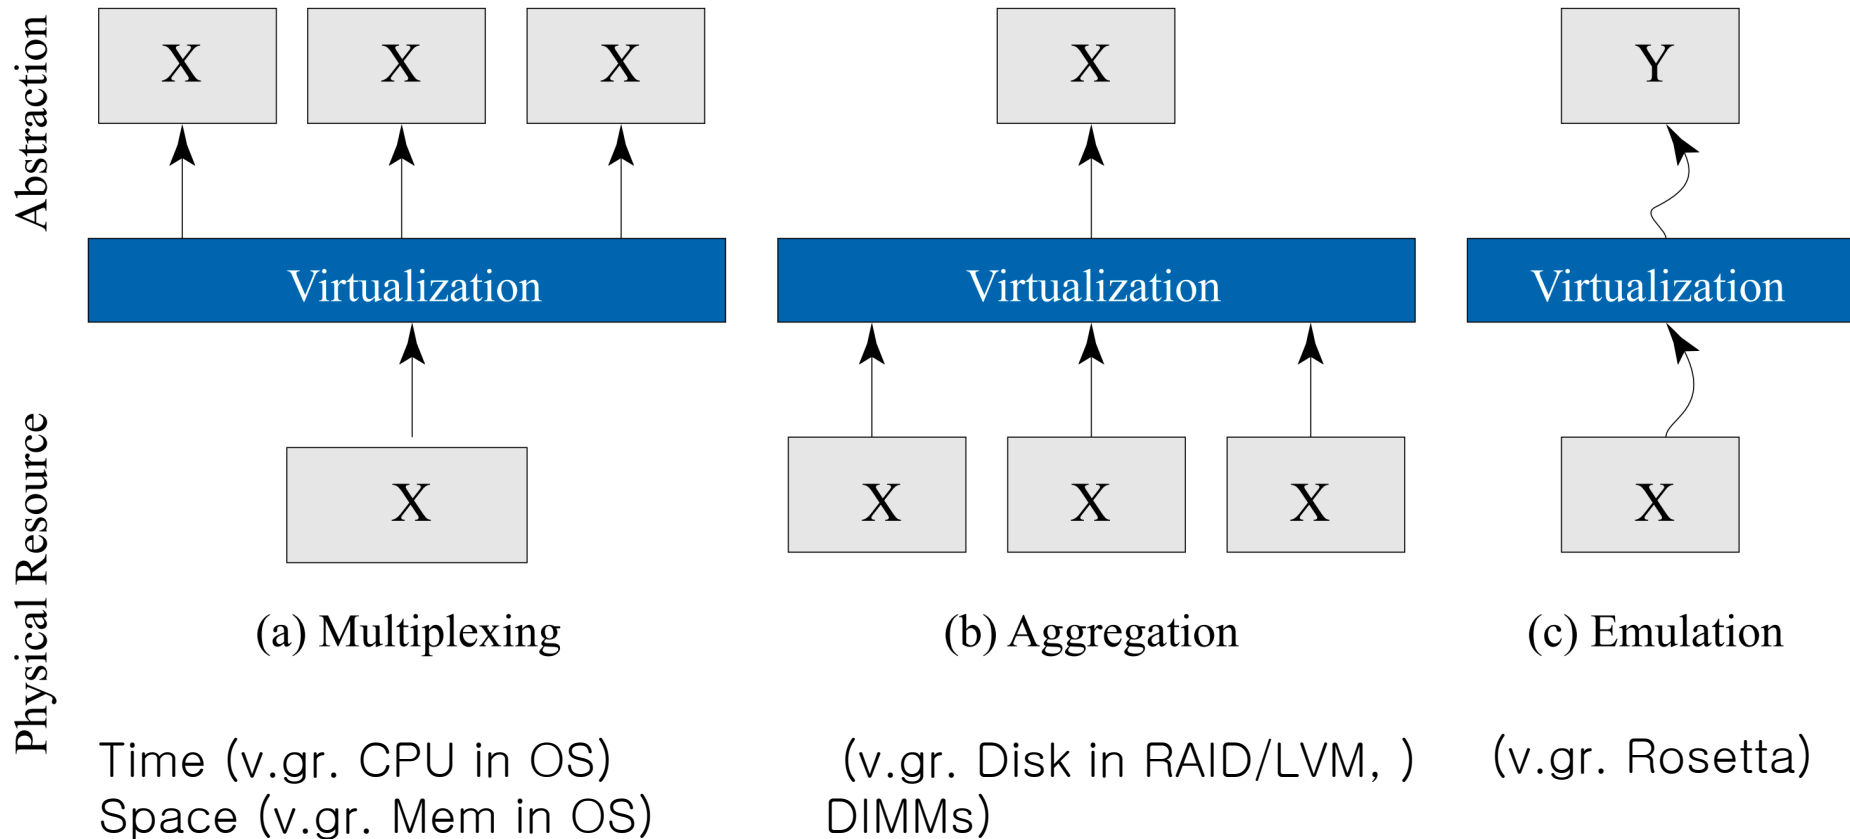 Abstraction
X X X
X
Y
Virtualization
Virtualization
Virtualization
Physical Resource
X
X X X
X
(a) Multiplexing
(b) Aggregation
(c) Emulation
Time (v.gr. CPU in OS)
Space (v.gr. Mem in OS)
(v.gr. Disk in RAID/LVM, )
DIMMs)
(v.gr. Rosetta)